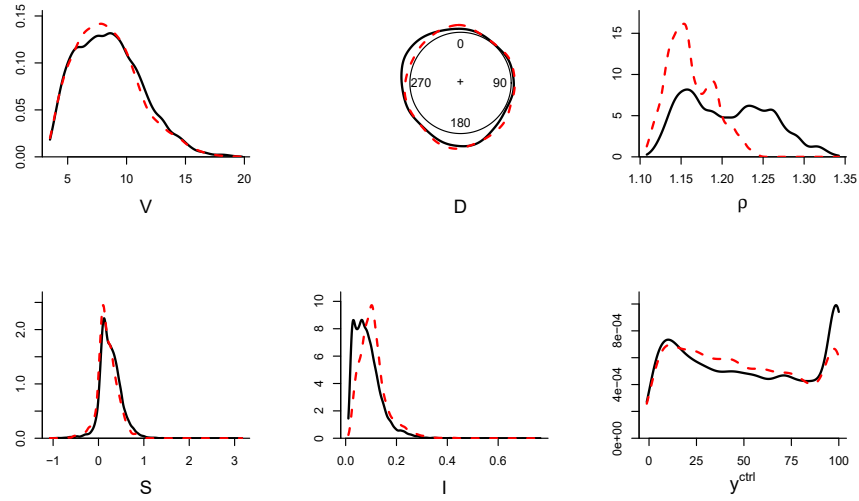 0.00 0.05 0.10 0.15
5 10 15 20
V
0
270 + 90
180
D
0 5 10 15
1.10 1.15 1.20 1.25 1.30 1.35
ρ
0.0 1.0 2.0
−1 0 1 2 3
S
0 2 4 6 8 10
0.0 0.2 0.4 0.6
I
0e+00 4e−04 8e−04
0 25 50 75 100
y^ctrl